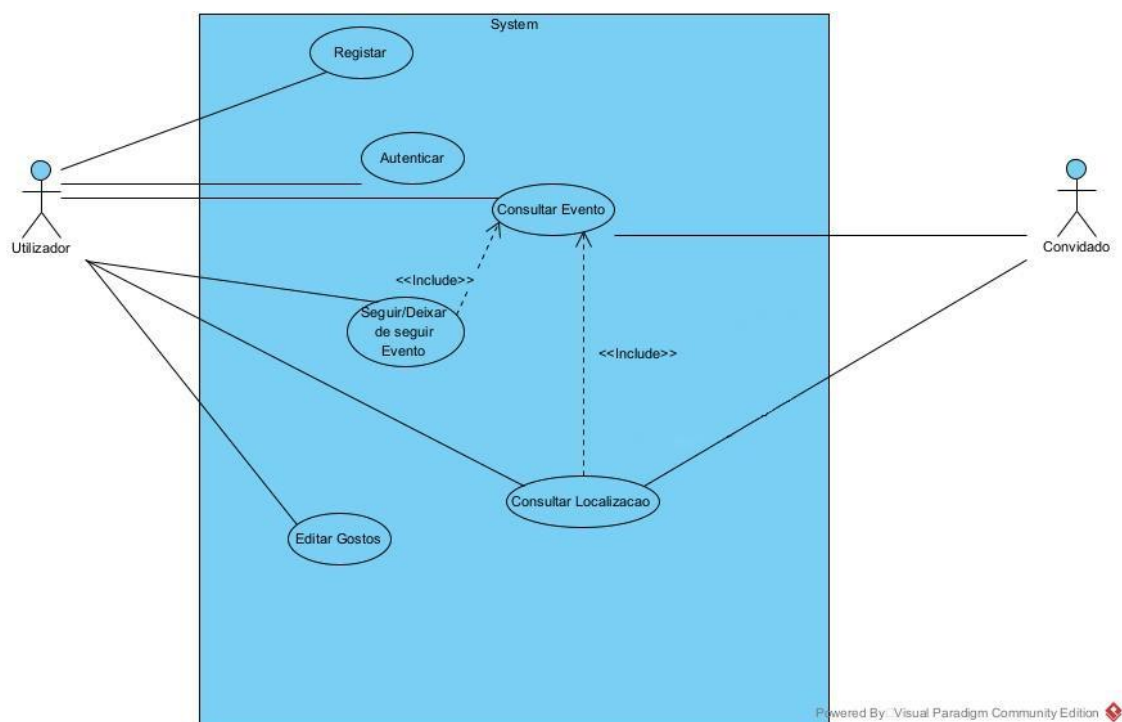 System
Registar
Autenticar
Consultar Evento
Utilizador
Convidado
<<Include>>
Seguir/Deixar
de seguir
Evento
<<Include>>
Consultar Localizacao
Editar Gostos
Powered By Visual Paradigm Community Edition